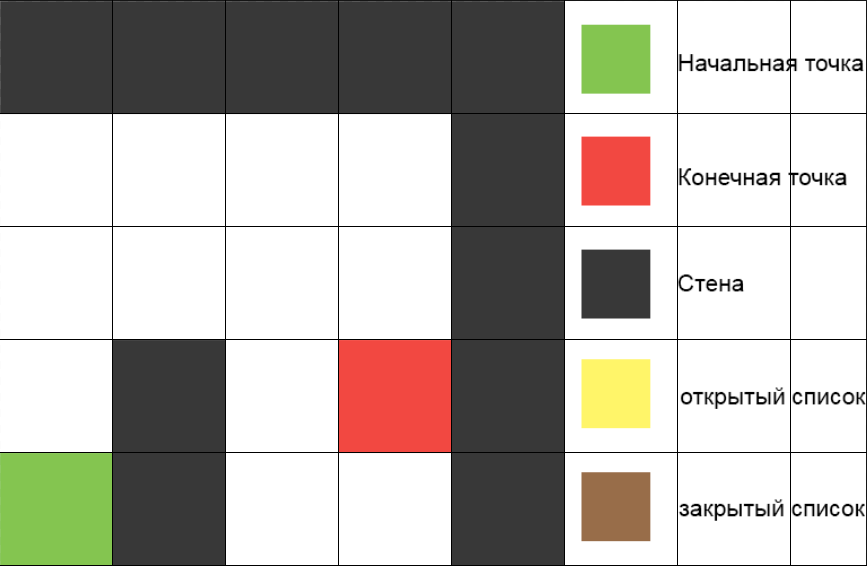 Начальная точка
Конечная точка
Стена
открытый список
закрытый список